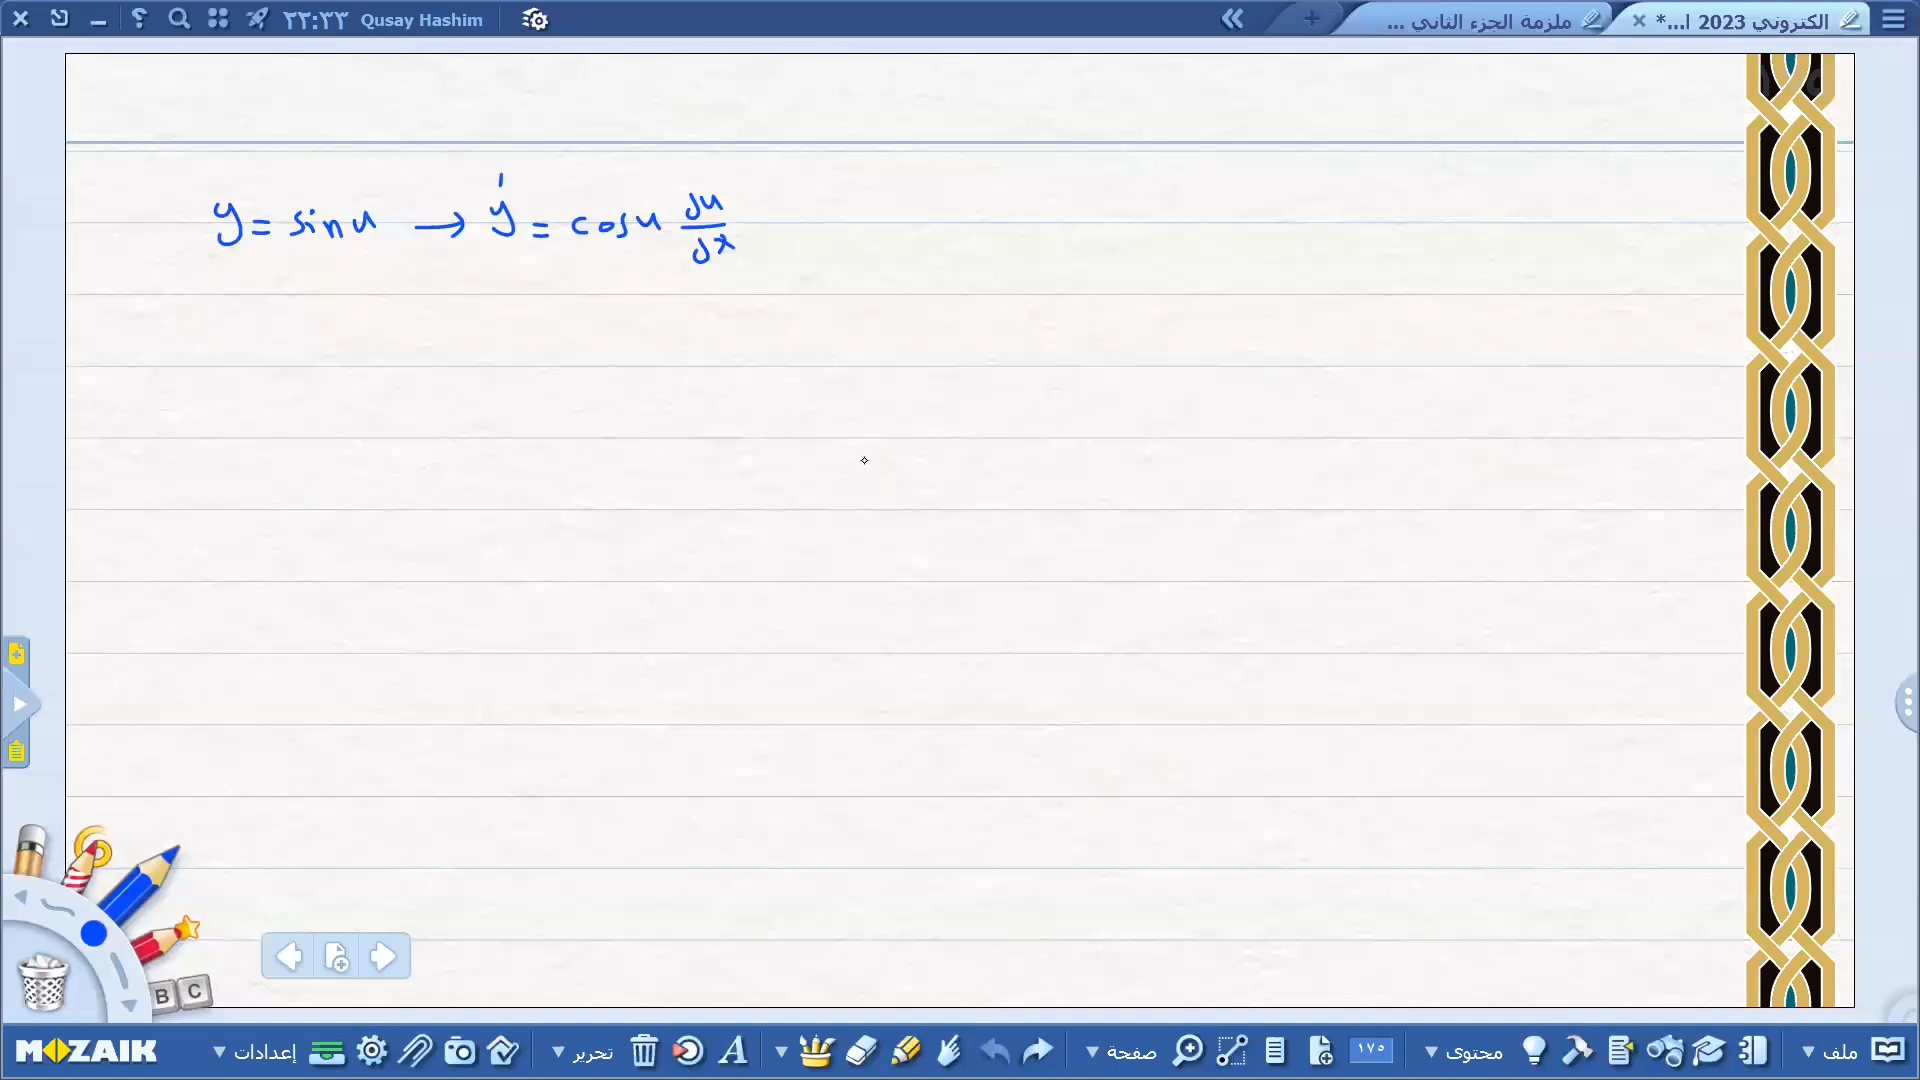 ٢٢:٣٣ Qusay Hashim
ملزمة الجزء الثاني ...
الكتروني 2023 ا...*
y = sin u → y' = cos u du/dx
B C
MOZAIK
إعدادات
تحرير
صفحة
١٧٥
محتوى
ملف